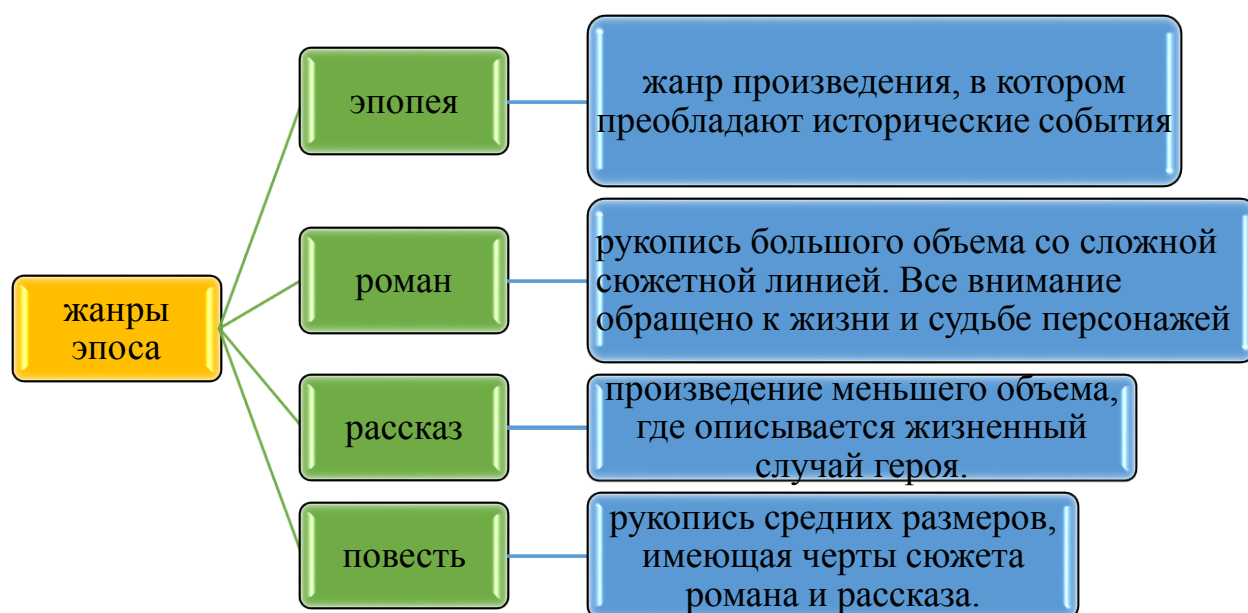 жанры
эпоса
эпопея
жанр произведения, в котором
преобладают исторические события
роман
рукопись большого объема со сложной
сюжетной линией. Все внимание
обращено к жизни и судьбе персонажей
рассказ
произведение меньшего объема,
где описывается жизненный
случай героя.
повесть
рукопись средних размеров,
имеющая черты сюжета
романа и рассказа.